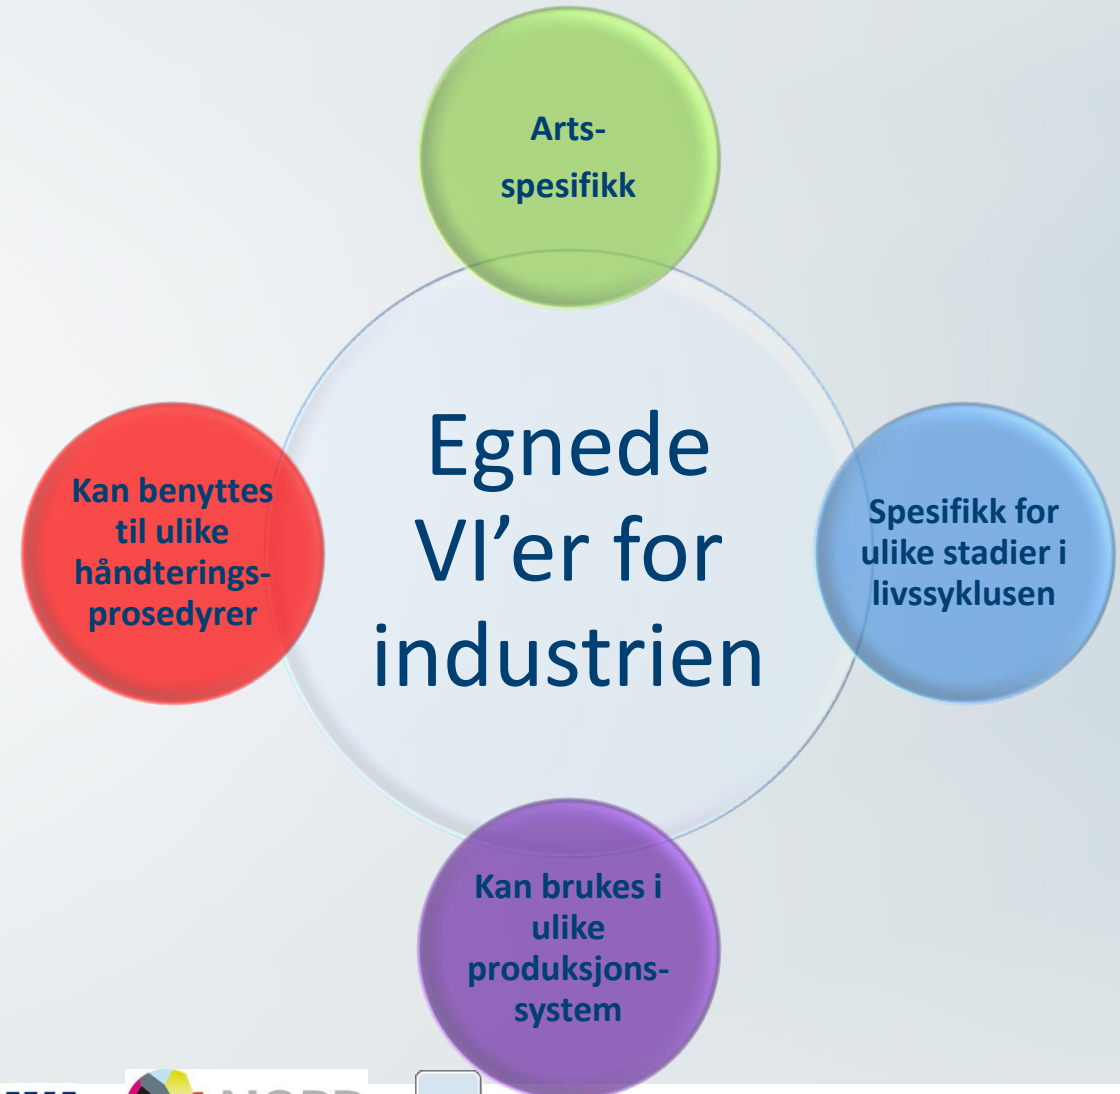 Arts-
spesifikk
Egnede
VI’er for
industrien
Kan benyttes
til ulike
håndterings-
prosedyrer
Spesifikk for
ulike stadier i
livssyklusen
Kan brukes i
ulike
produksjons-
system